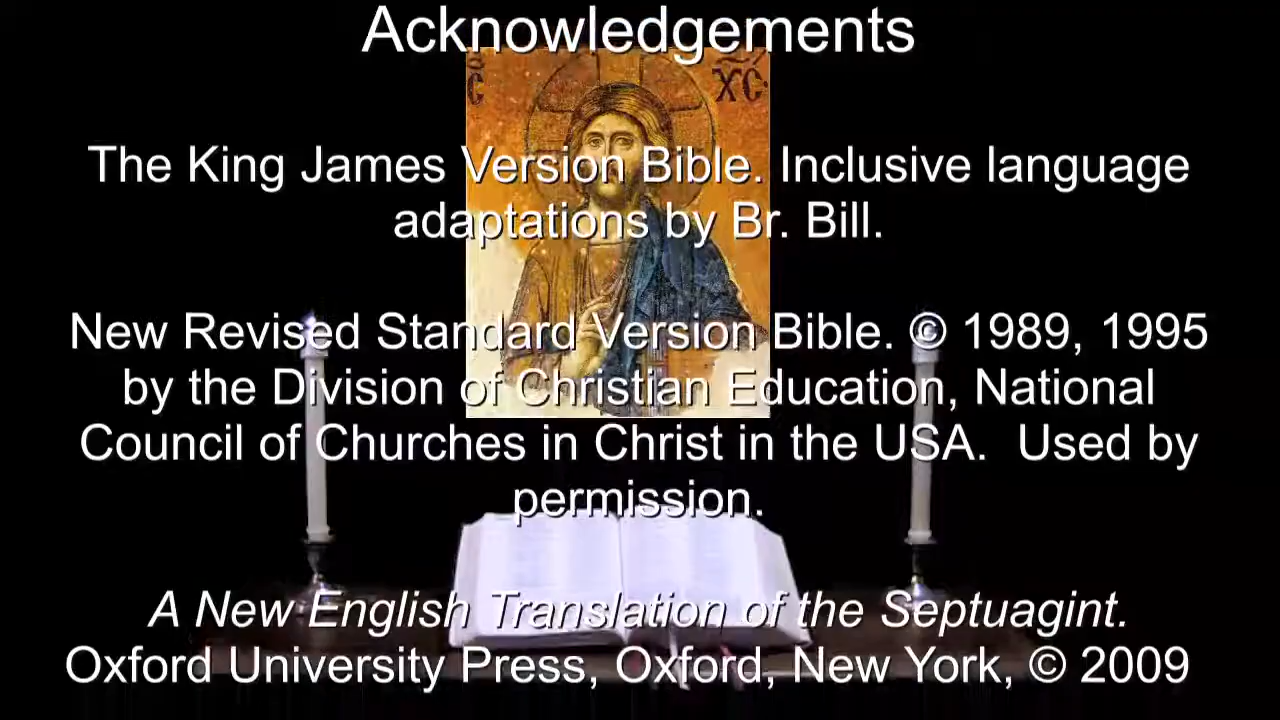 Acknowledgements
C
XC
The King James Version Bible. Inclusive language
adaptations by Br. Bill.
New Revised Standard Version Bible. © 1989, 1995
by the Division of Christian Education, National
Council of Churches in Christ in the USA. Used by
permission.
A New English Translation of the Septuagint.
Oxford University Press, Oxford, New York, © 2009